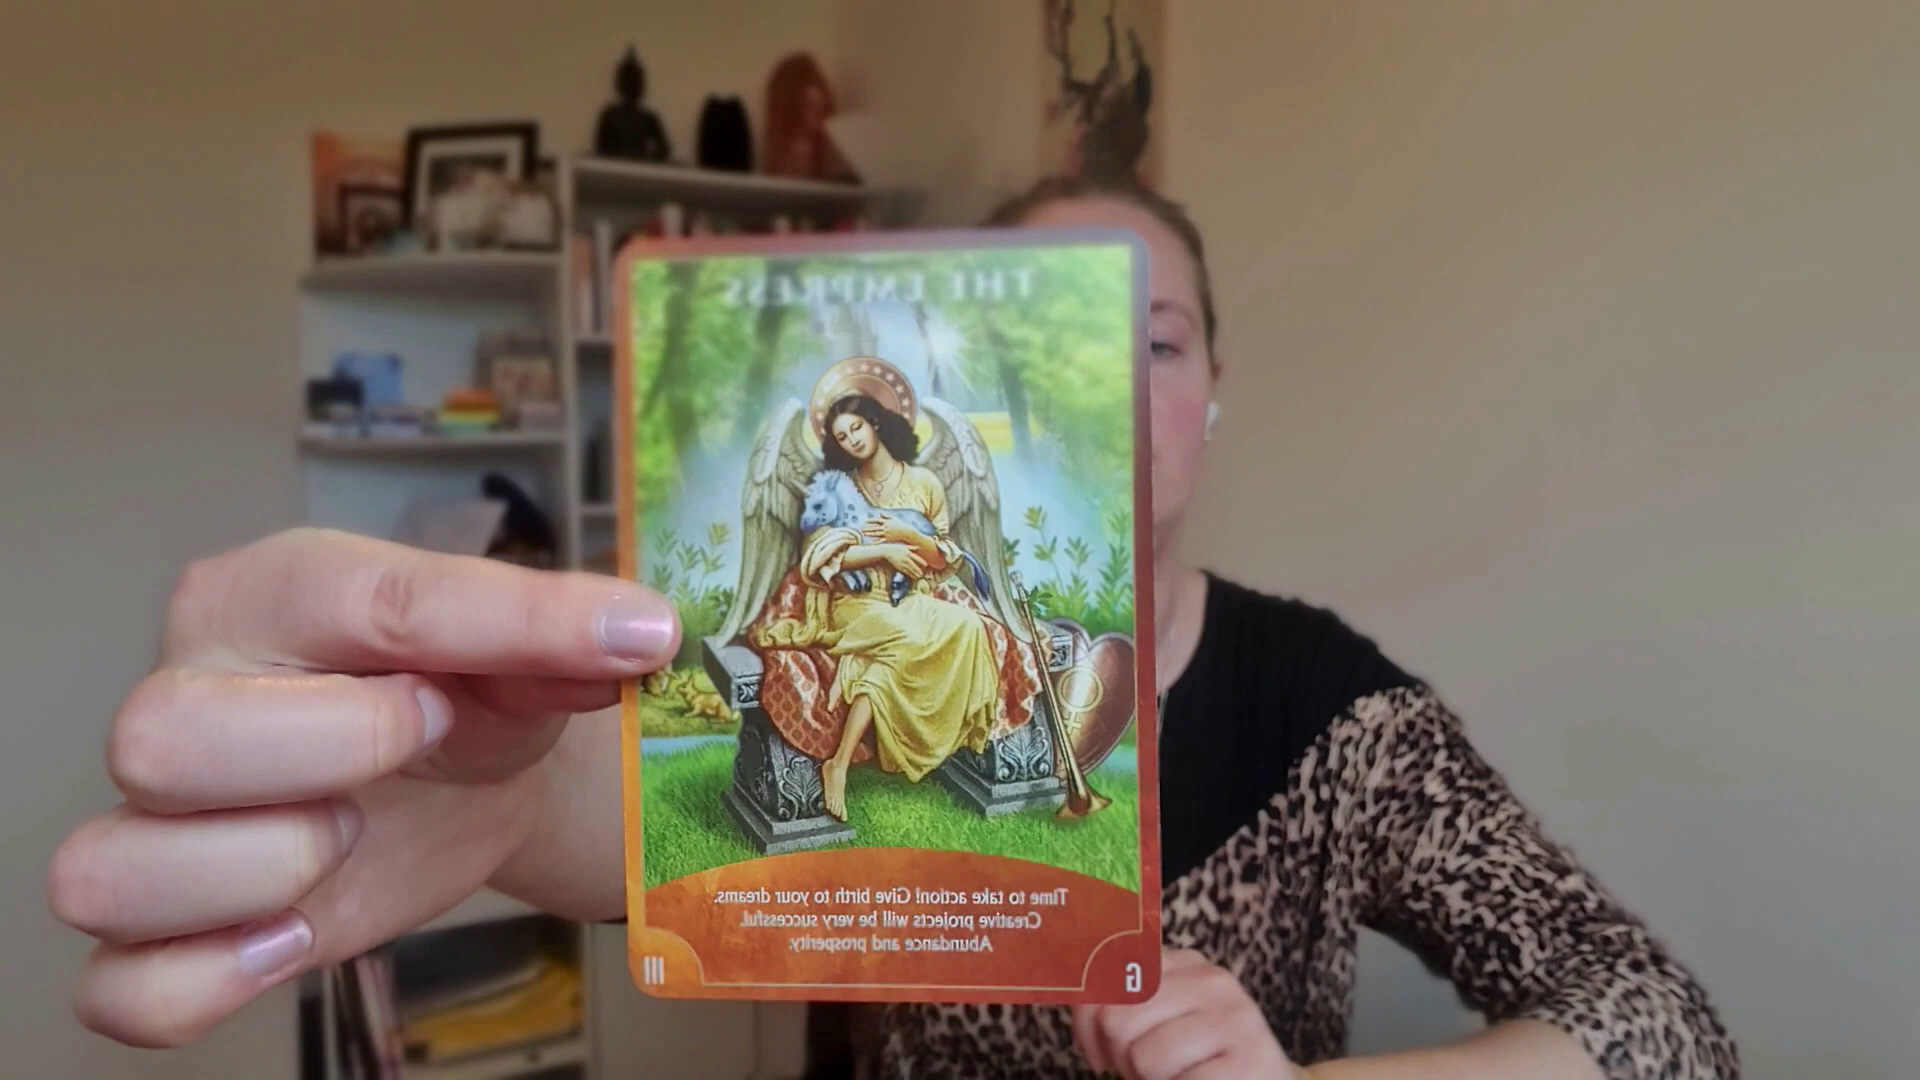 THE EMPRESS
Time to take action! Give birth to your dreams.
Creative projects will be very successful.
Abundance and prosperity.
G III